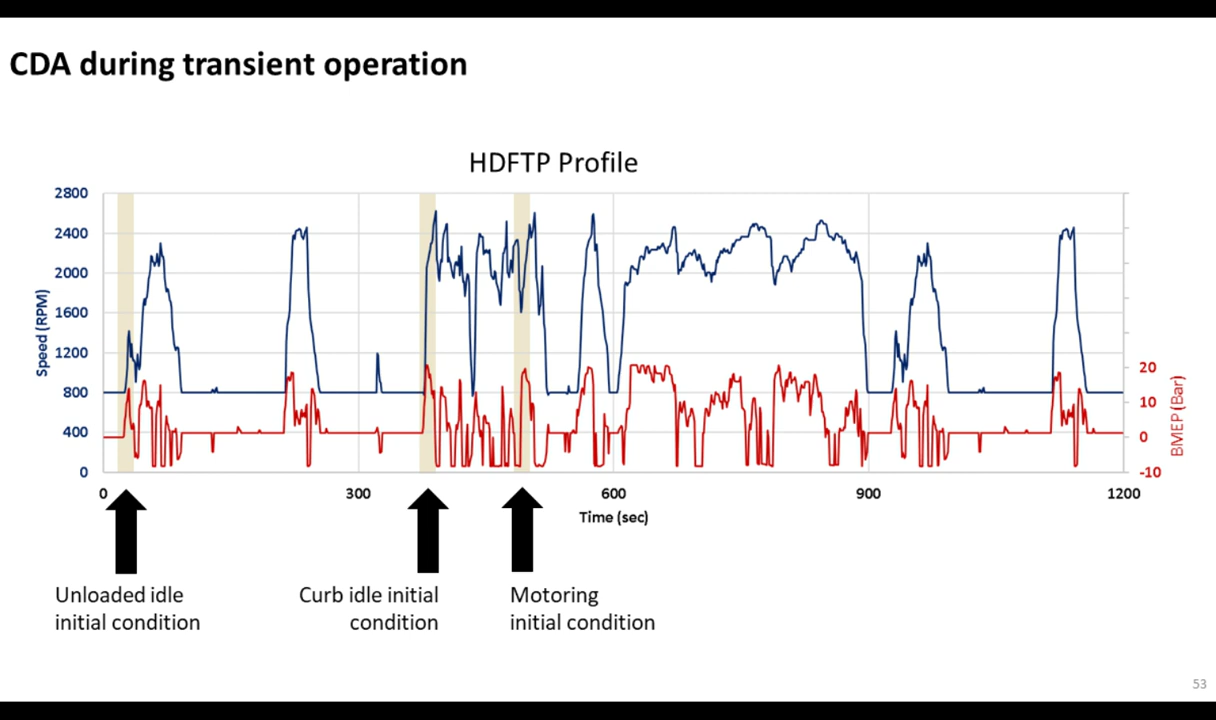 CDA during transient operation
HDFTP Profile
2800
2400
2000
1600
1200
800
400
0
Speed (RPM)
20
10
0
-10
BMEP (Bar)
0
300
600
900
1200
Time (sec)
Unloaded idle
initial condition
Curb idle initial
condition
Motoring
initial condition
53